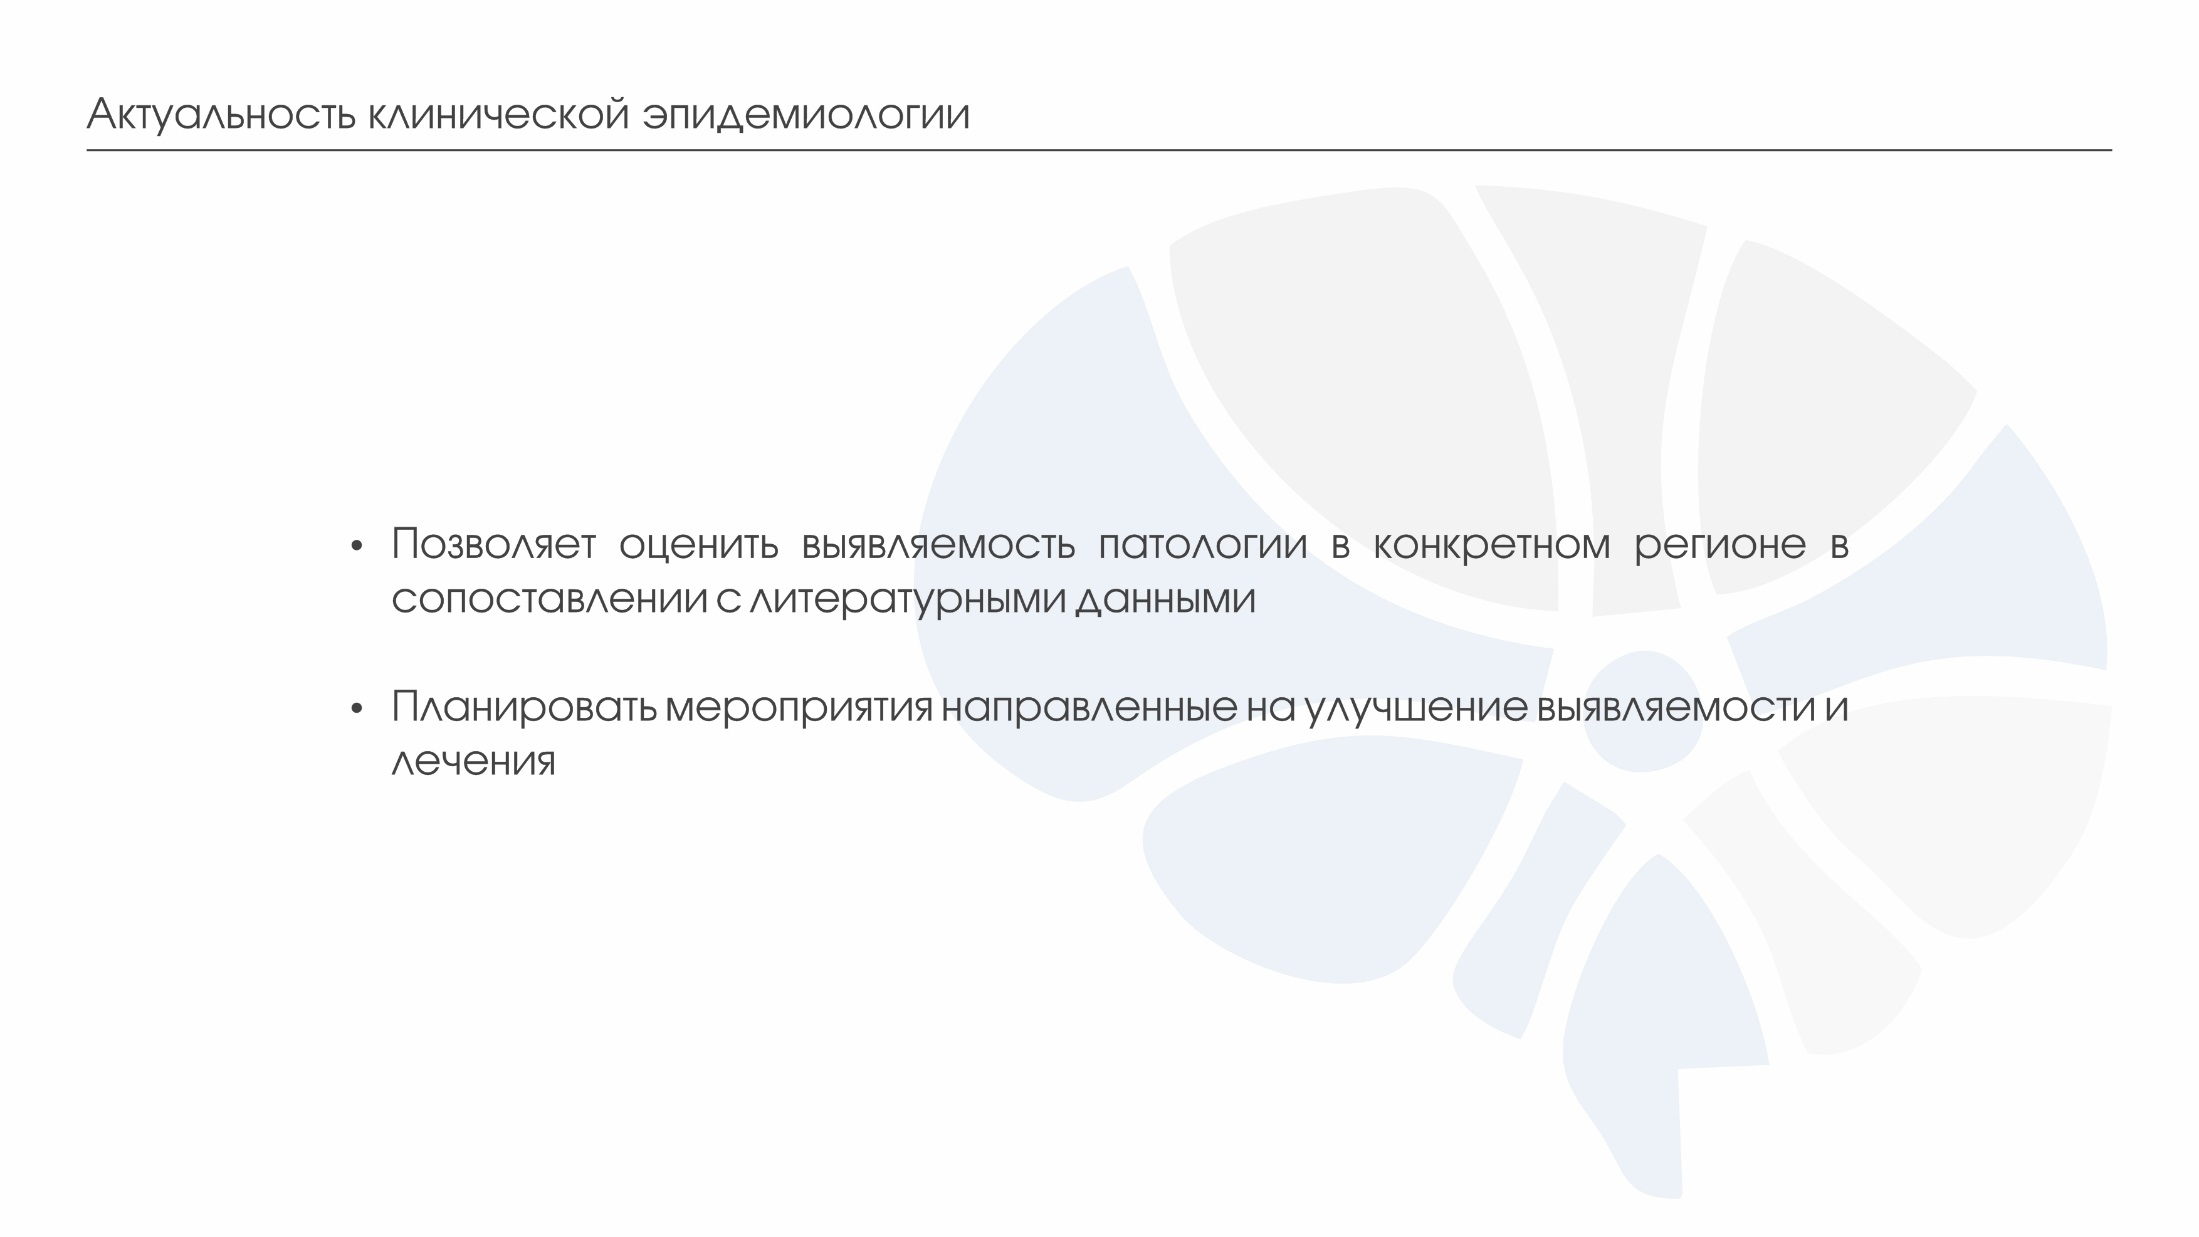 Актуальность клинической эпидемиологии
• Позволяет оценить выявляемость патологии в конкретном регионе в
сопоставлении с литературными данными
• Планировать мероприятия направленные на улучшение выявляемости и
лечения